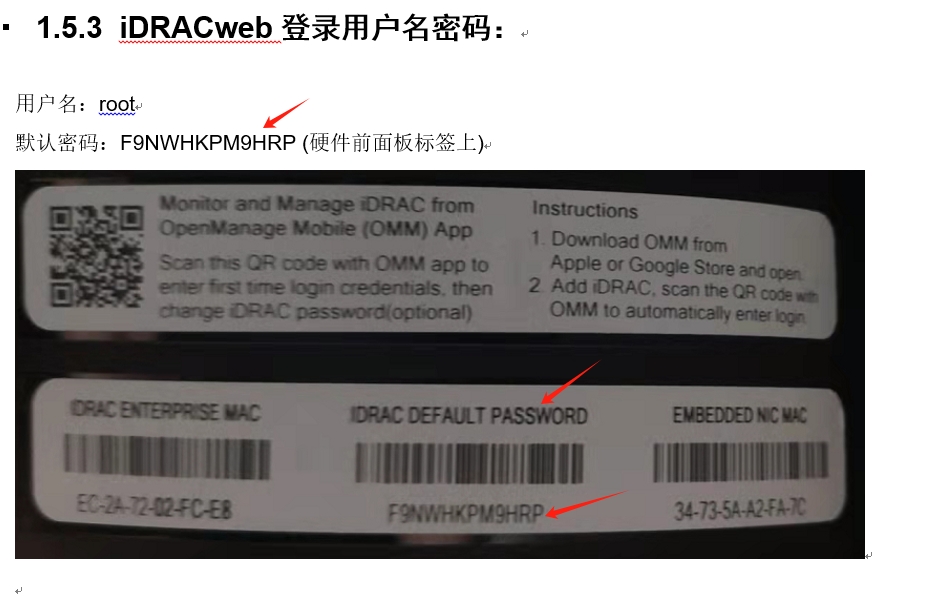 ▪ 1.5.3 iDRACweb 登录用户名密码：
用户名：root
默认密码：F9NWHKPM9HRP (硬件前面板标签上)
Monitor and Manage iDRAC from
OpenManage Mobile (OMM) App
Scan this QR code with OMM app to
enter first time login credentials, then
change iDRAC password(optional)
Instructions
1. Download OMM from
Apple or Google Store and open.
2. Add iDRAC, scan the QR code with
OMM to automatically enter login.
IDRAC ENTERPRISE MAC
EC-2A-72-02-FC-E8
IDRAC DEFAULT PASSWORD
F9NWHKPM9HRP
EMBEDDED NIC MAC
34-73-5A-A2-FA-7C